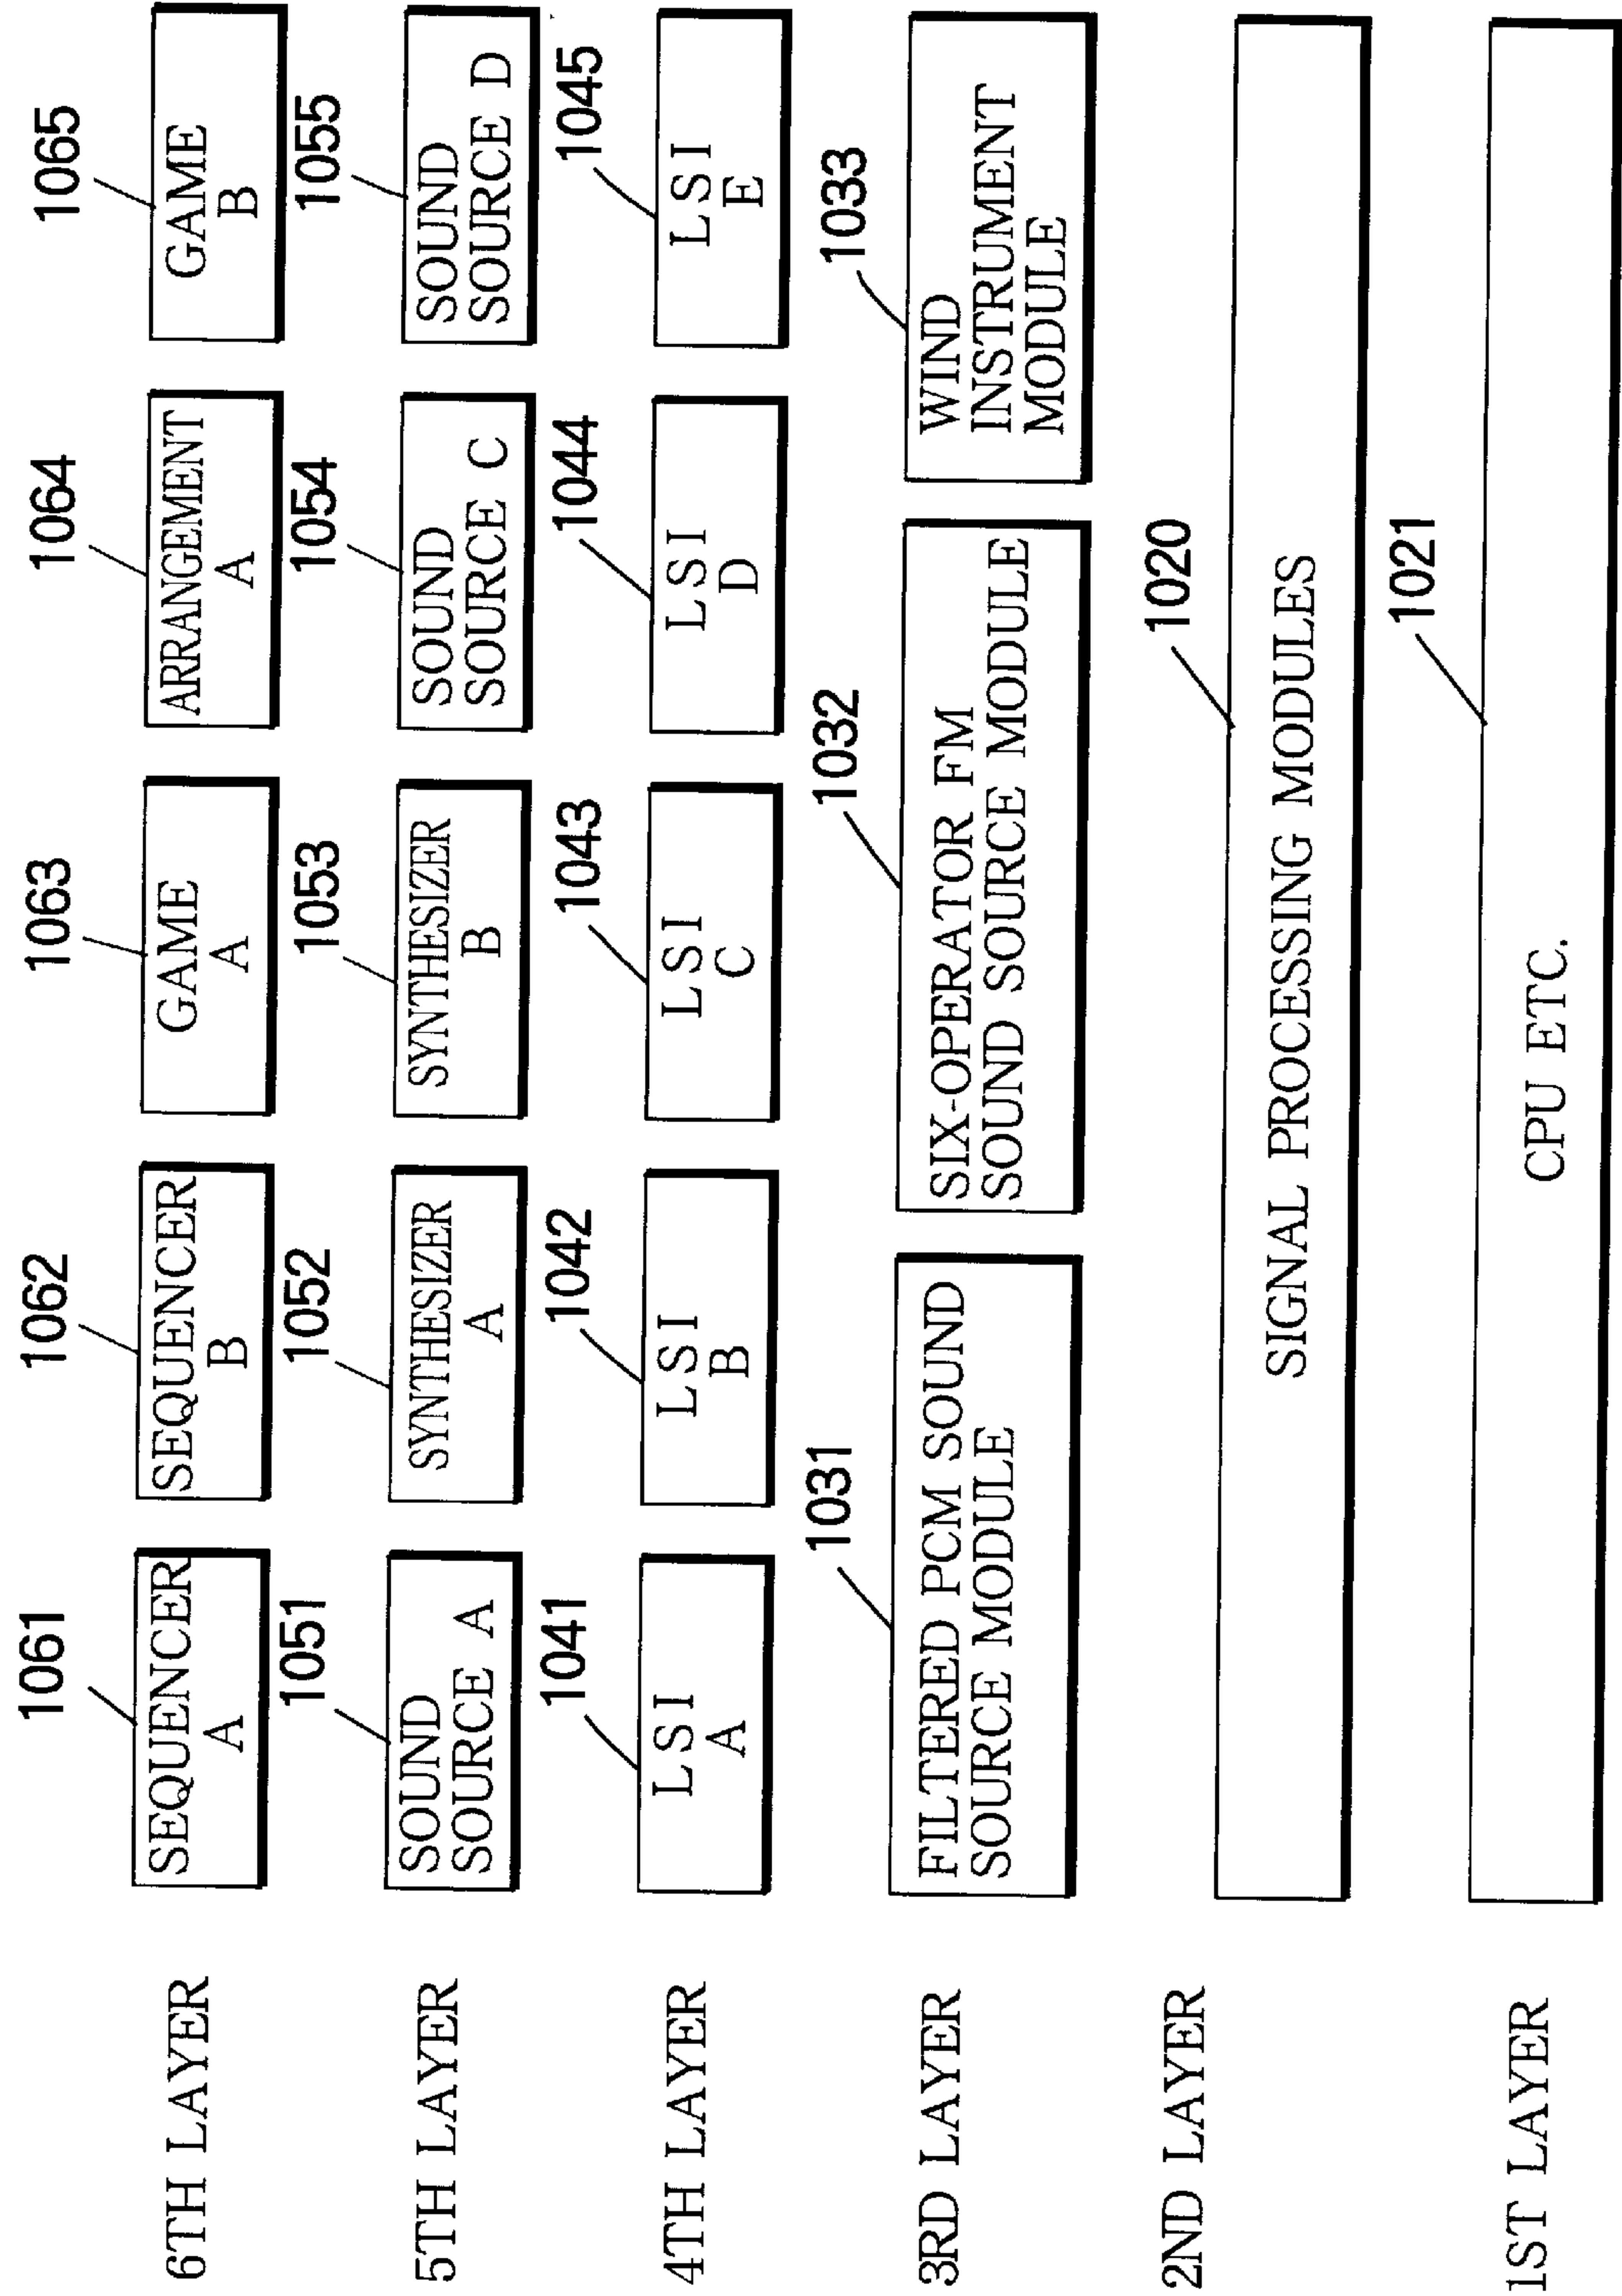 1061
1062
1063
1064
1065
6TH LAYER
SEQUENCER
A
SEQUENCER
B
GAME
A
ARRANGEMENT
A
GAME
B
1051
1052
1053
1054
1055
5TH LAYER
SOUND
SOURCE A
SYNTHESIZER
A
SYNTHESIZER
B
SOUND
SOURCE C
SOUND
SOURCE D
1041
1042
1043
1044
1045
4TH LAYER
LSI
A
LSI
B
LSI
C
LSI
D
LSI
E
1031
1032
1033
3RD LAYER
FILTERED PCM SOUND
SOURCE MODULE
SIX-OPERATOR FM
SOUND SOURCE MODULE
WIND
INSTRUMENT
MODULE
1020
2ND LAYER
SIGNAL PROCESSING MODULES
1021
1ST LAYER
CPU ETC.